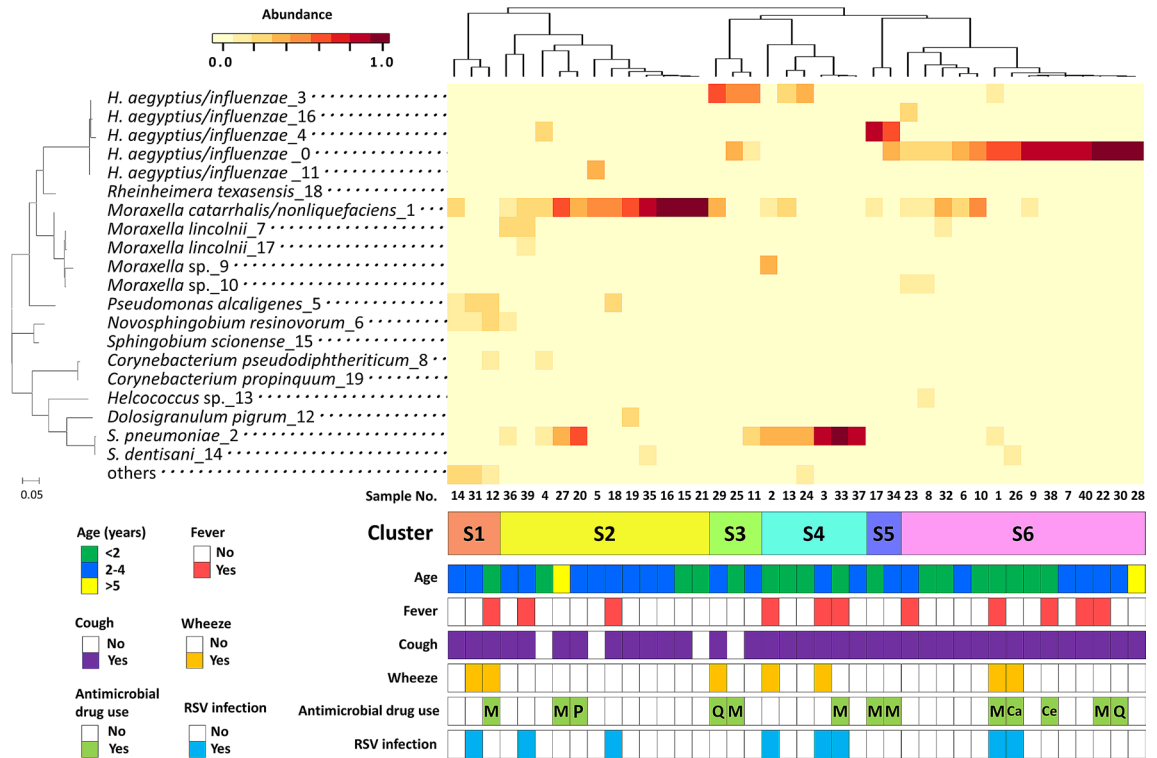 Abundance
0.0 1.0
H. aegyptius/influenzae_3
H. aegyptius/influenzae_16
H. aegyptius/influenzae_4
H. aegyptius/influenzae _0
H. aegyptius/influenzae _11
Rheinheimera texasensis_18
Moraxella catarrhalis/nonliquefaciens_1
Moraxella lincolnii_7
Moraxella lincolnii_17
Moraxella sp._9
Moraxella sp._10
Pseudomonas alcaligenes_5
Novosphingobium resinovorum_6
Sphingobium scionense_15
Corynebacterium pseudodiphtheriticum_8
Corynebacterium propinquum_19
Helcococcus sp._13
Dolosigranulum pigrum_12
S. pneumoniae_2
S. dentisani_14
others
0.05
Sample No. 14 31 12 36 39 4 27 20 5 18 19 35 16 15 21 29 25 11 2 13 24 3 33 37 17 34 23 8 32 6 10 1 26 9 38 7 40 22 30 28
Cluster S1 S2 S3 S4 S5 S6
Age (years)
<2
2-4
>5
Fever
No
Yes
Cough
No
Yes
Wheeze
No
Yes
Antimicrobial
drug use
No
Yes
RSV infection
No
Yes
Age
Fever
Cough
Wheeze
Antimicrobial drug use M M P Q M M M M M Ca Ce M Q
RSV infection